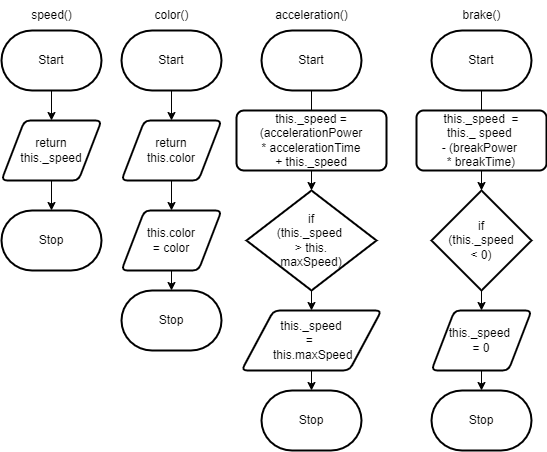 speed()
Start
return
this._speed
Stop
color()
Start
return
this.color
this.color
= color
Stop
acceleration()
Start
this._speed =
(accelerationPower
* accelerationTime
+ this._speed
if
(this._speed
> this.
maxSpeed)
this._speed
=
this.maxSpeed
Stop
brake()
Start
this._speed =
this._ speed
- (breakPower
* breakTime)
if
(this._speed
< 0)
this._speed
= 0
Stop